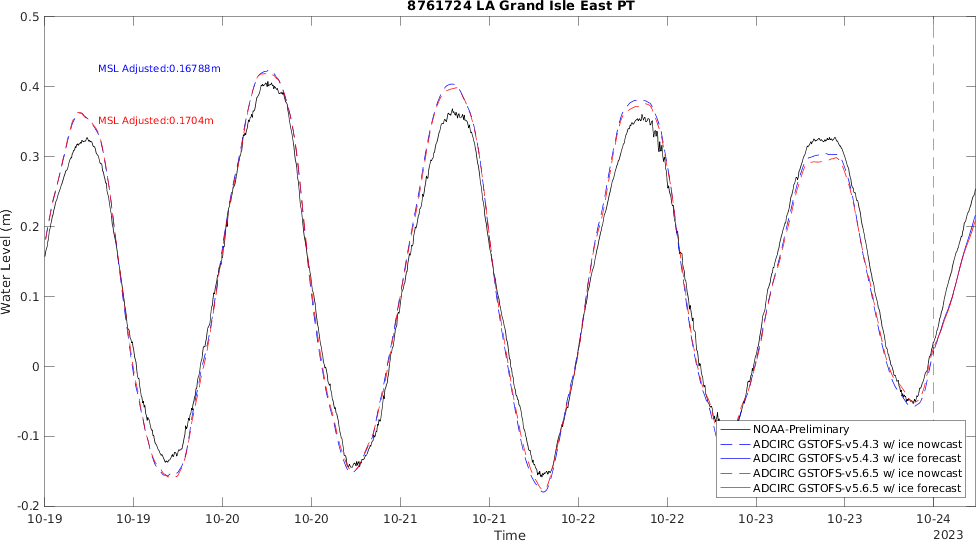 8761724 LA Grand Isle East PT
MSL Adjusted:0.16788m
MSL Adjusted:0.1704m
Water Level (m)
0.5
0.4
0.3
0.2
0.1
0
-0.1
-0.2
NOAA-Preliminary
ADCIRC GSTOFS-v5.4.3 w/ ice nowcast
ADCIRC GSTOFS-v5.4.3 w/ ice forecast
ADCIRC GSTOFS-v5.6.5 w/ ice nowcast
ADCIRC GSTOFS-v5.6.5 w/ ice forecast
10-19 10-19 10-20 10-20 10-21 10-21 10-22 10-22 10-23 10-23 10-24
2023
Time